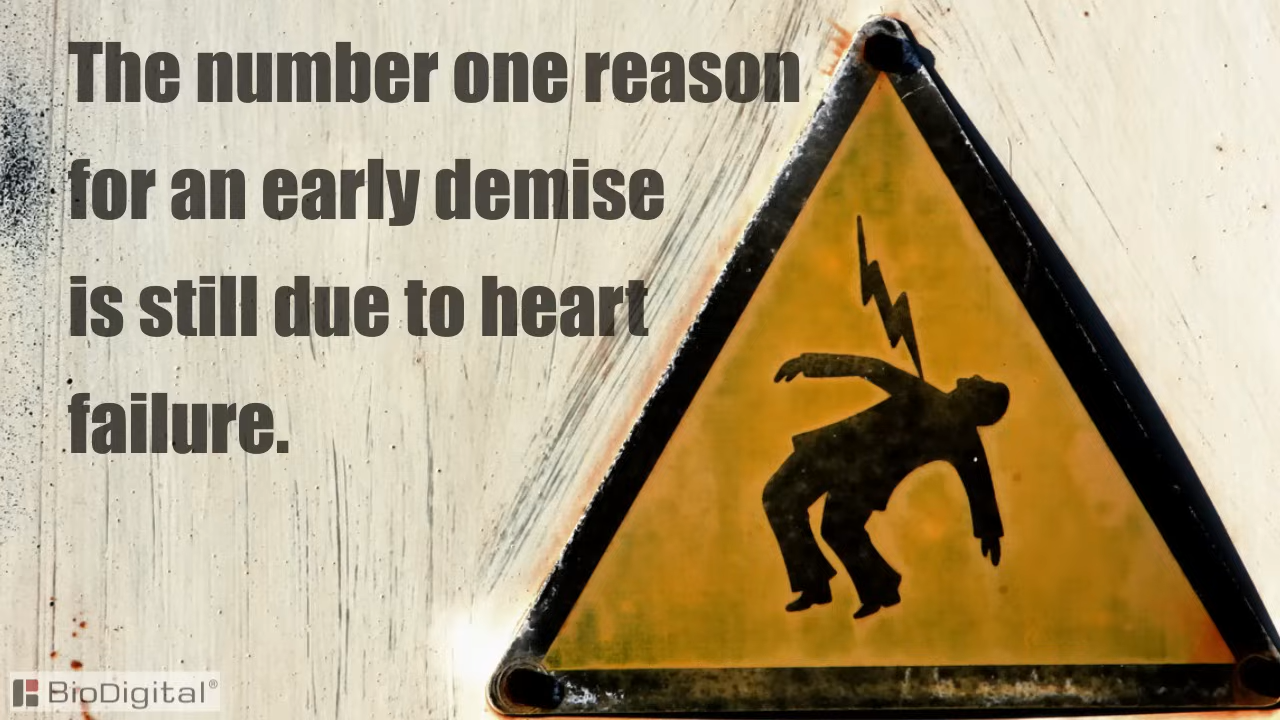 The number one reason
for an early demise
is still due to heart
failure.
BioDigital®